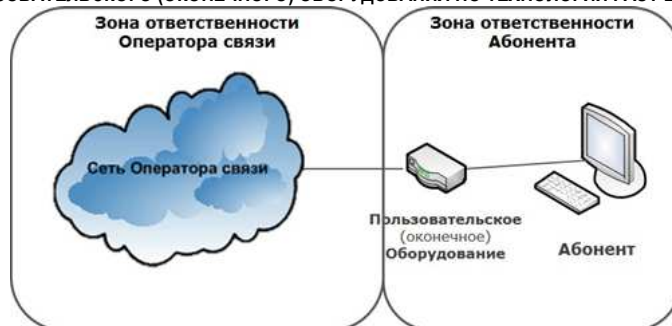 Зона ответственности
Оператора связи
Зона ответственности
Абонента
Сеть Оператора связи
Пользовательское
(оконечное)
Оборудование
Абонент